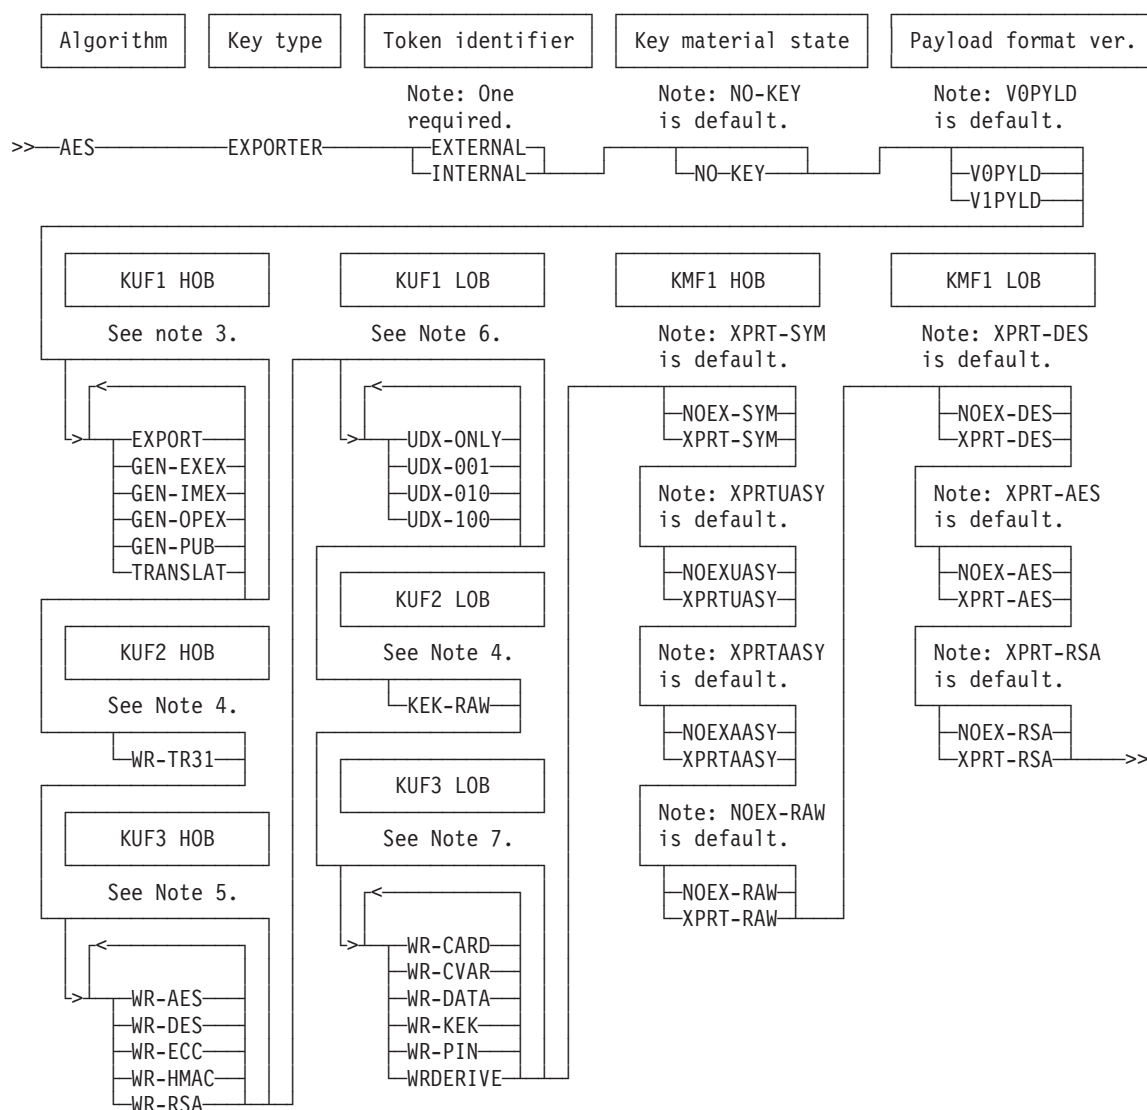 Algorithm Key type Token identifier Key material state Payload format ver.
Note: One Note: NO-KEY Note: V0PYLD
required. is default. is default.
>>—AES EXPORTER EXTERNAL
INTERNAL NO-KEY V0PYLD
V1PYLD
KUF1 HOB KUF1 LOB KMF1 HOB KMF1 LOB
See note 3. See Note 6. Note: XPRT-SYM Note: XPRT-DES
is default. is default.
<
<
NOEX-SYM NOEX-DES
> EXPORT > UDX-ONLY XPRT-SYM XPRT-DES
GEN-EXEX UDX-001
GEN-IMEX UDX-010 Note: XPRTUASY Note: XPRT-AES
GEN-OPEX UDX-100 is default. is default.
GEN-PUB
NOEXUASY NOEX-AES
TRANSLAT
KUF2 LOB XPRTUASY XPRT-AES
KUF2 HOB See Note 4. Note: XPRTAASY Note: XPRT-RSA
is default. is default.
See Note 4. KEK-RAW
NOEXAASY NOEX-RSA
WR-TR31 XPRTAASY XPRT-RSA >>
KUF3 LOB
KUF3 HOB Note: NOEX-RAW
See Note 7. is default.
See Note 5. <
NOEX-RAW
XPRT-RAW
< > WR-CARD
WR-CVAR
> WR-AES WR-DATA
WR-DES WR-KEK
WR-ECC WR-PIN
WR-HMAC WRDERIVE
WR-RSA